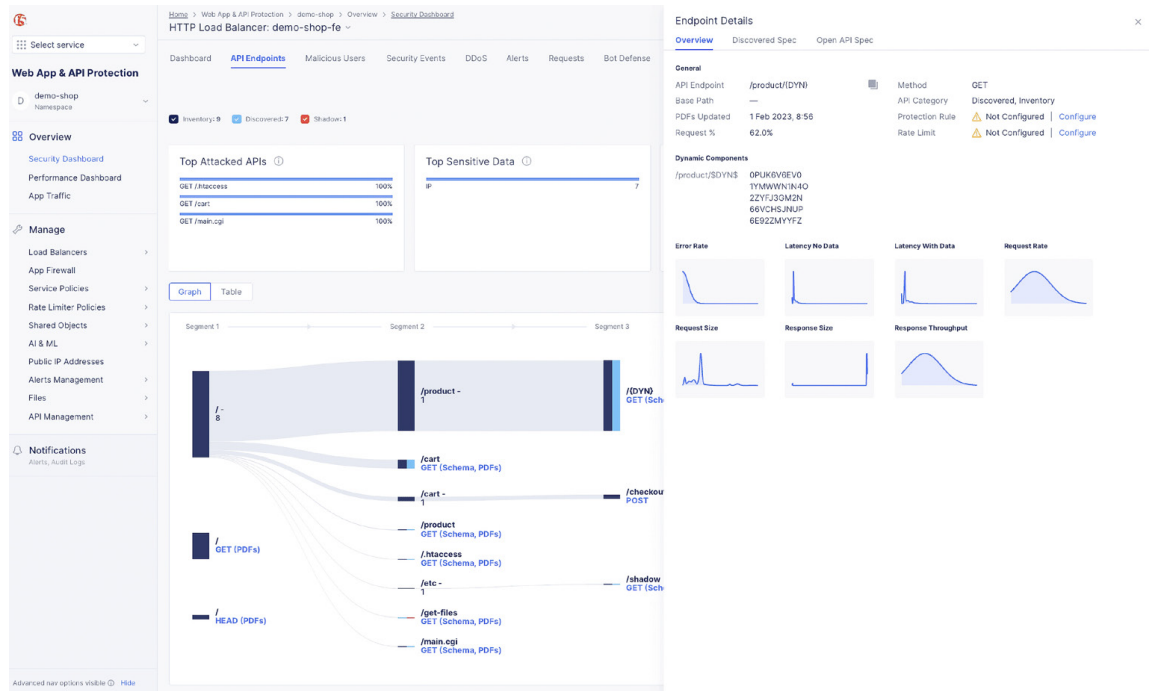 Home > Web App & API Protection > demo-shop > Overview > Security Dashboard
HTTP Load Balancer: demo-shop-fe
Select service
Web App & API Protection
D
demo-shop
Namespace
Overview
Security Dashboard
Performance Dashboard
App Traffic
Manage
Load Balancers
App Firewall
Service Policies
Rate Limiter Policies
Shared Objects
AI & ML
Public IP Addresses
Alerts Management
Files
API Management
Notifications
Alerts, Audit Logs
Advanced nav options visible Hide
Dashboard API Endpoints Malicious Users Security Events DDoS Alerts Requests Bot Defense
Inventory: 9 Discovered: 7 Shadow: 1
Top Attacked APIs
GET /.htaccess 100%
GET /cart 100%
GET /main.cgi 100%
Top Sensitive Data
IP 7
Graph Table
Segment 1 Segment 2 Segment 3
/ -
8
/
GET (PDFs)
/
HEAD (PDFs)
/product -
1
/cart
GET (Schema, PDFs)
/cart -
1
/product
GET (Schema, PDFs)
/.htaccess
GET (Schema, PDFs)
/etc -
1
/get-files
GET (Schema, PDFs)
/main.cgi
GET (Schema, PDFs)
/{DYN}
GET (Sch
/checkou
POST
/shadow
GET (Sch
Endpoint Details
Overview Discovered Spec Open API Spec
General
API Endpoint /product/{DYN} Method GET
Base Path — API Category Discovered, Inventory
PDFs Updated 1 Feb 2023, 8:56 Protection Rule Not Configured | Configure
Request % 62.0% Rate Limit Not Configured | Configure
Dynamic Components
/product/$DYN$ 0PUK6V6EV0
1YMWWN1N4O
2ZYFJ3GM2N
66VCHSJNUP
6E92ZMYYFZ
Error Rate Latency No Data Latency With Data Request Rate
Request Size Response Size Response Throughput